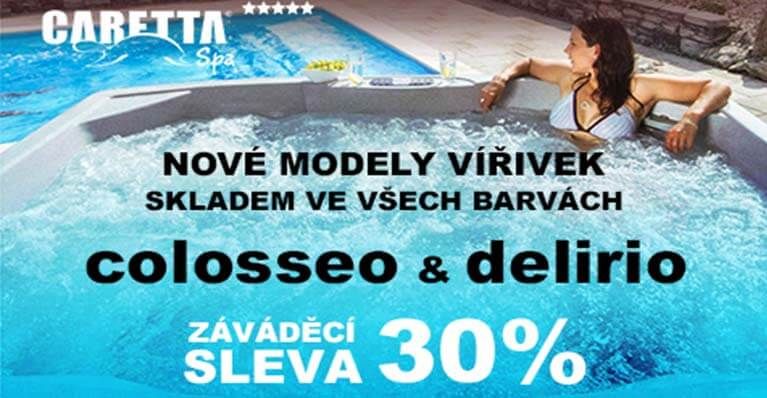 CARETTA
Spa
NOVÉ MODELY VÍŘIVEK
SKLADEM VE VŠECH BARVÁCH
colosseo & delirio
ZÁVÁDĚCÍ
SLEVA 30%